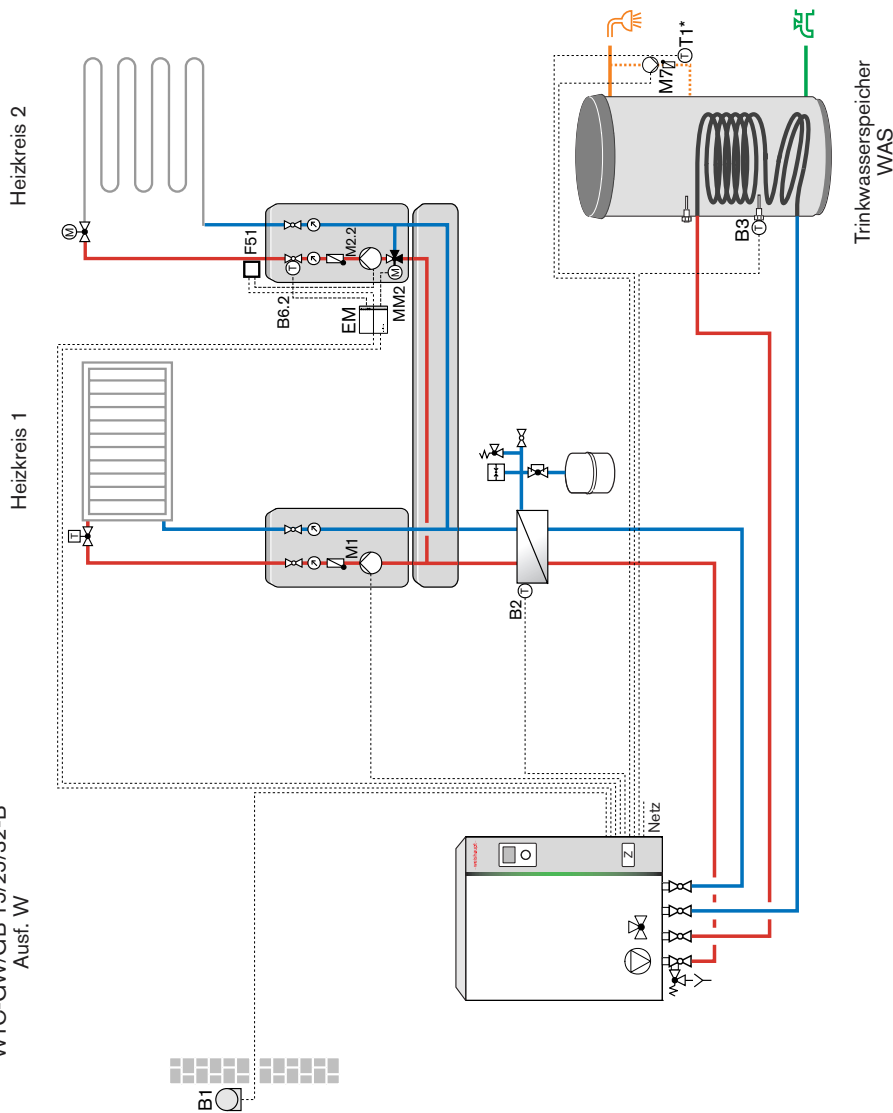 Ausf. W
Heizkreis 1
Heizkreis 2
B1
B2
M1
EM
B6.2
F51
M2.2
MM2
M
T
T
M
T
Z
Netz
B3
T
M7
T1*
T
Trinkwasserspeicher
WAS